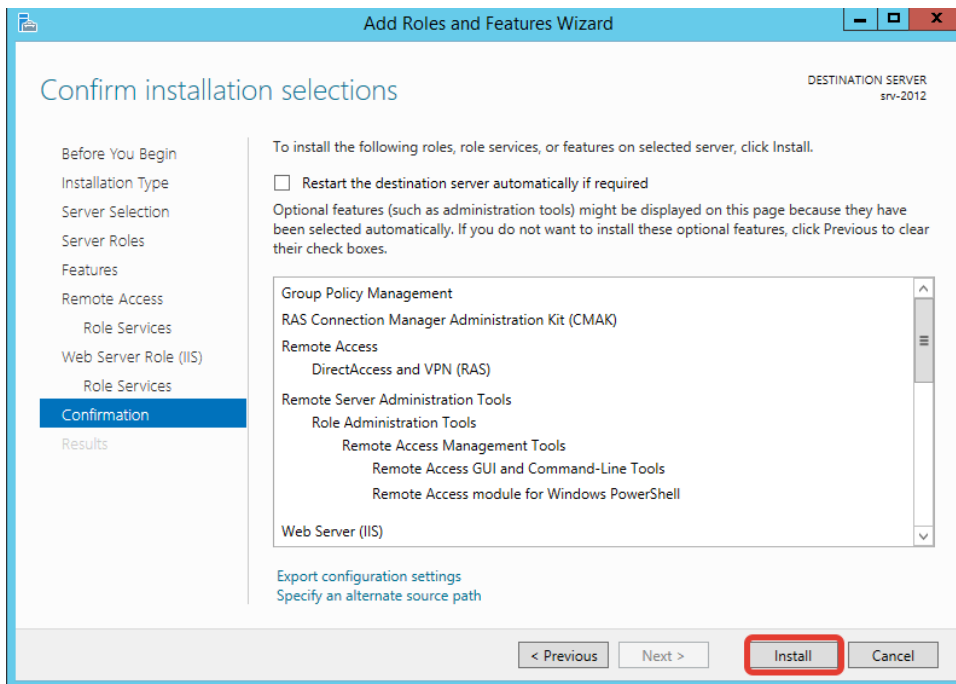 Add Roles and Features Wizard
Confirm installation selections
DESTINATION SERVER
srv-2012
Before You Begin
Installation Type
Server Selection
Server Roles
Features
Remote Access
Role Services
Web Server Role (IIS)
Role Services
Confirmation
Results
To install the following roles, role services, or features on selected server, click Install.
Restart the destination server automatically if required
Optional features (such as administration tools) might be displayed on this page because they have
been selected automatically. If you do not want to install these optional features, click Previous to clear
their check boxes.
Group Policy Management
RAS Connection Manager Administration Kit (CMAK)
Remote Access
DirectAccess and VPN (RAS)
Remote Server Administration Tools
Role Administration Tools
Remote Access Management Tools
Remote Access GUI and Command-Line Tools
Remote Access module for Windows PowerShell
Web Server (IIS)
Export configuration settings
Specify an alternate source path
< Previous
Next >
Install
Cancel